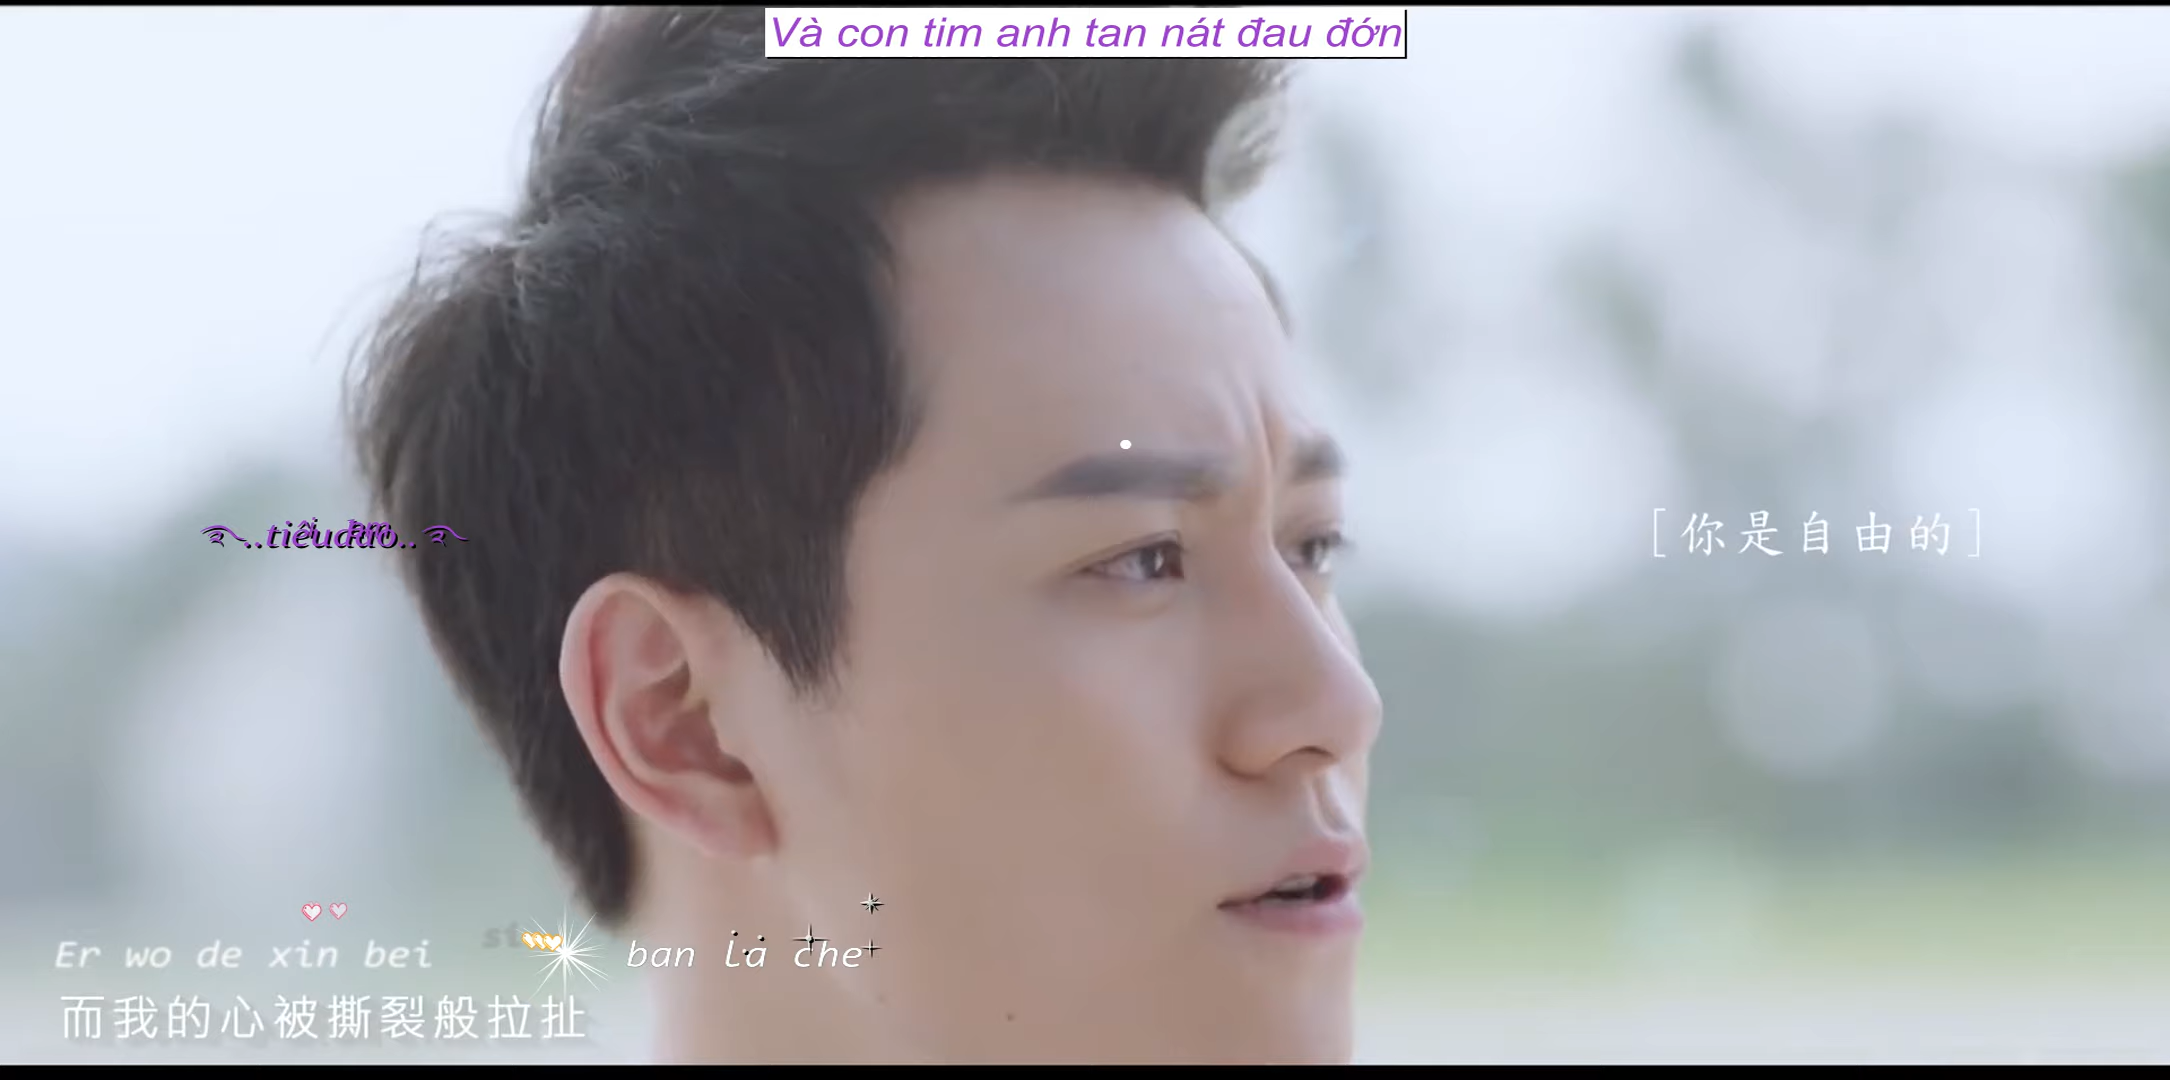 Và con tim anh tan nát đau đớn
[你是自由的]
Er wo de xin bei si ban la che
而我的心被撕裂般拉扯